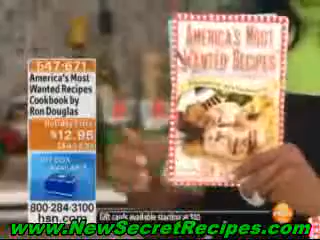 547-671
America's Most
Wanted Recipes
Cookbook by
Ron Douglas
$12.95
800-284-3100
hsn.com
AMERICA'S MOST
WANTED RECIPES
Gift cards available starting at $10
www.NewSecretRecipes.com